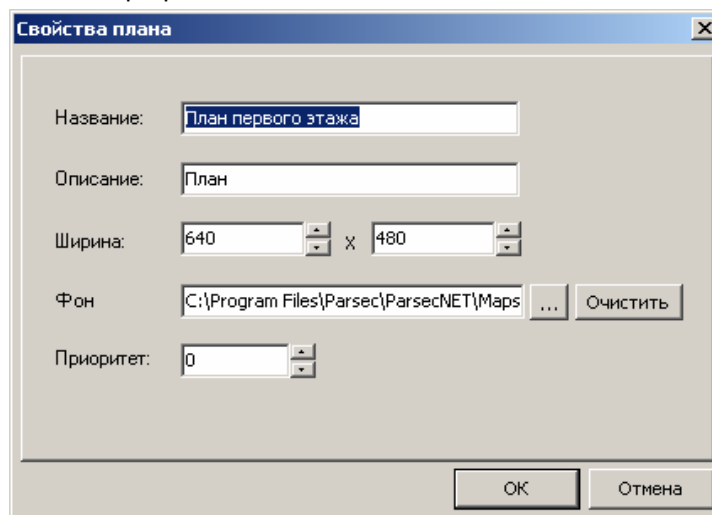 Свойства плана
Название: План первого этажа
Описание: План
Ширина: 640 X 480
Фон C:\Program Files\Parsec\ParsecNET\Maps ... Очистить
Приоритет: 0
ОК Отмена